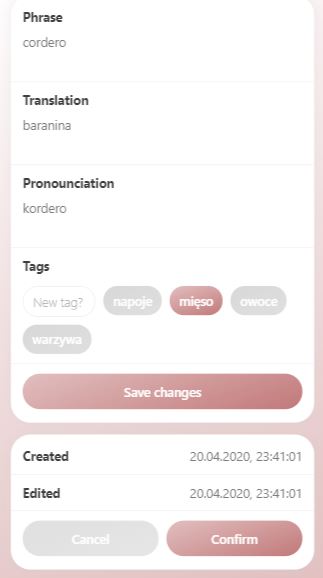 Phrase
cordero
Translation
baranina
Pronounciation
kordero
Tags
New tag? napoje mięso owoce
warzywa
Save changes
Created 20.04.2020, 23:41:01
Edited 20.04.2020, 23:41:01
Cancel Confirm